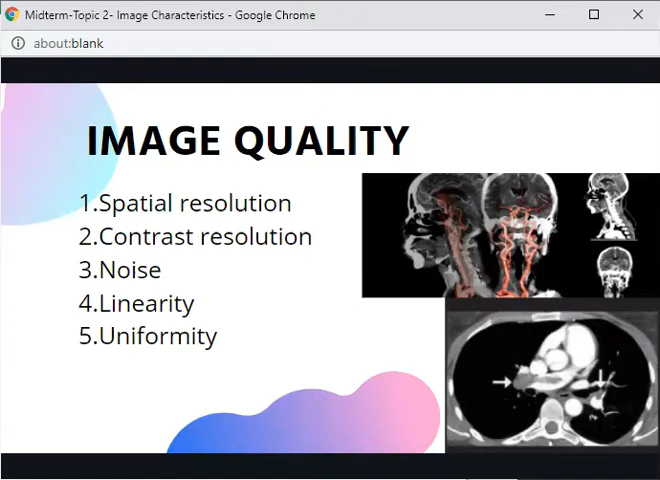 Midterm-Topic 2- Image Characteristics - Google Chrome
about:blank
IMAGE QUALITY
1.Spatial resolution
2.Contrast resolution
3.Noise
4.Linearity
5.Uniformity